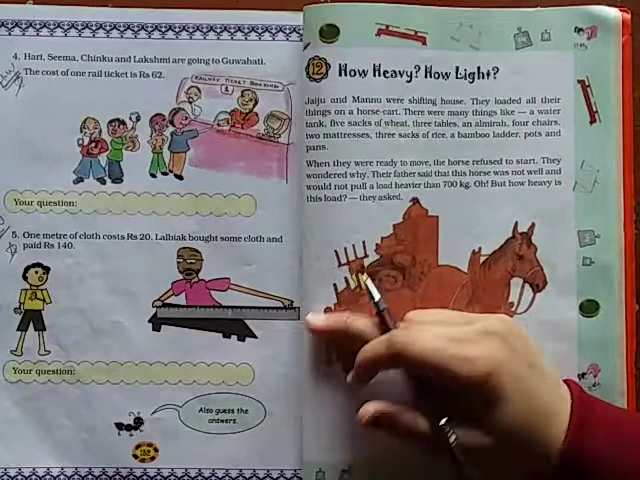 4. Hari, Seema, Chinku and Lakshmi are going to Guwahati.
The cost of one rail ticket is Rs 62.
RAILWAY TICKET BOOKING
1
Your question:
5. One metre of cloth costs Rs 20. Lalbiak bought some cloth and
paid Rs 140.
Your question:
Also guess the
answers.
12 How Heavy? How Light?
Jaiju and Mannu were shifting house. They loaded all their
things on a horse-cart. There were many things like — a water
tank, five sacks of wheat, three tables, an almirah, four chairs,
two mattresses, three sacks of rice, a bamboo ladder, pots and
pans.
When they were ready to move, the horse refused to start. They
wondered why. Their father said that this horse was not well and
would not pull a load heavier than 700 kg. Oh! But how heavy is
this load? — they asked.